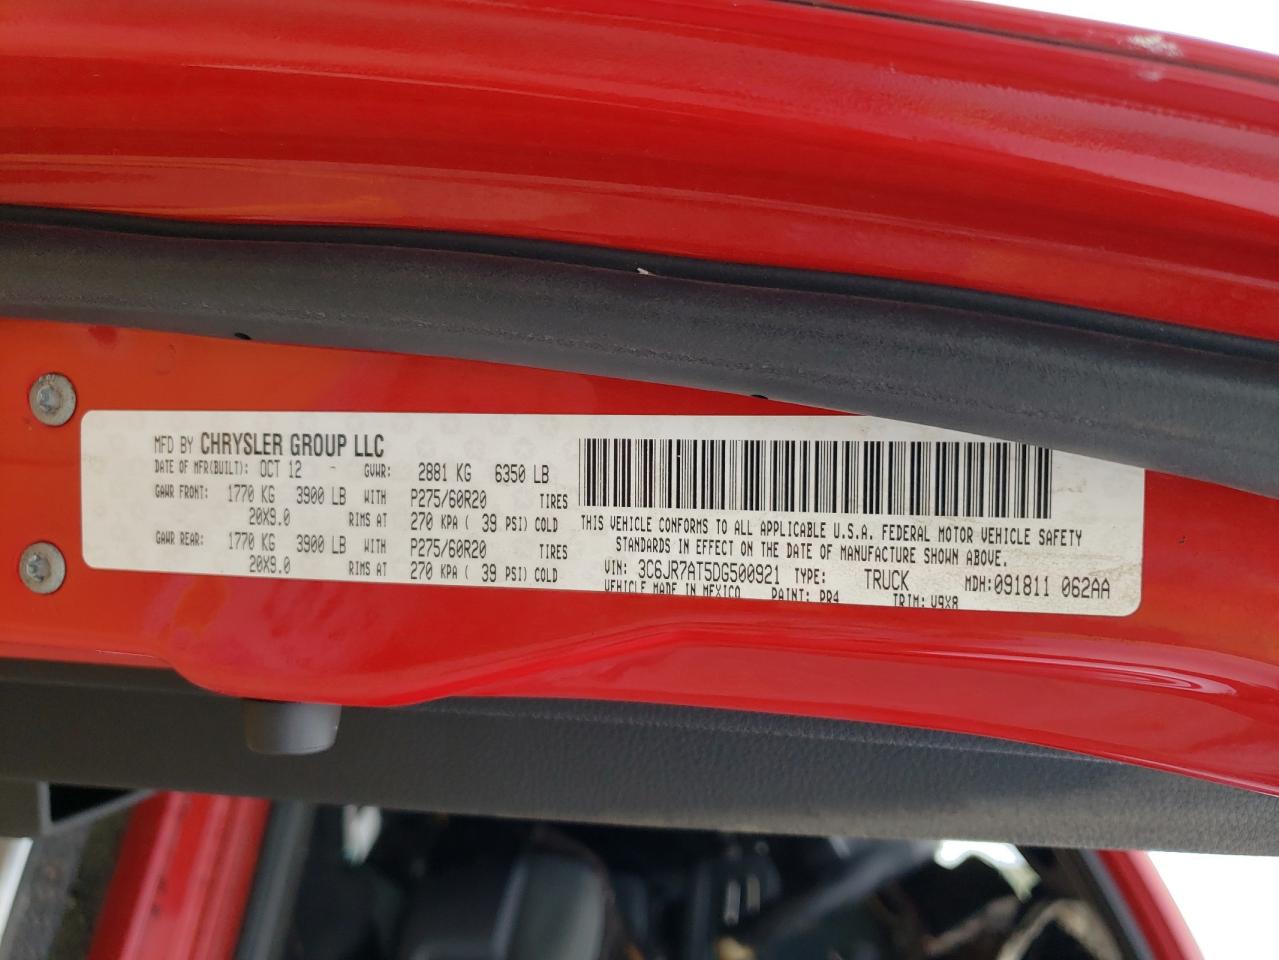 MFD BY CHRYSLER GROUP LLC
DATE OF MFR(BUILT): OCT 12 - GVWR: 2881 KG 6350 LB
GAWR FRONT: 1770 KG 3900 LB WITH P275/60R20 TIRES
20X9.0 RIMS AT 270 KPA ( 39 PSI) COLD
GAWR REAR: 1770 KG 3900 LB WITH P275/60R20 TIRES
20X9.0 RIMS AT 270 KPA ( 39 PSI) COLD
THIS VEHICLE CONFORMS TO ALL APPLICABLE U.S.A. FEDERAL MOTOR VEHICLE SAFETY
STANDARDS IN EFFECT ON THE DATE OF MANUFACTURE SHOWN ABOVE.
VIN: 3C6JR7AT5DG500921 TYPE: TRUCK MDH:091811 062AA
VEHICLE MADE IN MEXICO PAINT: PR4 TRIM: V9X8